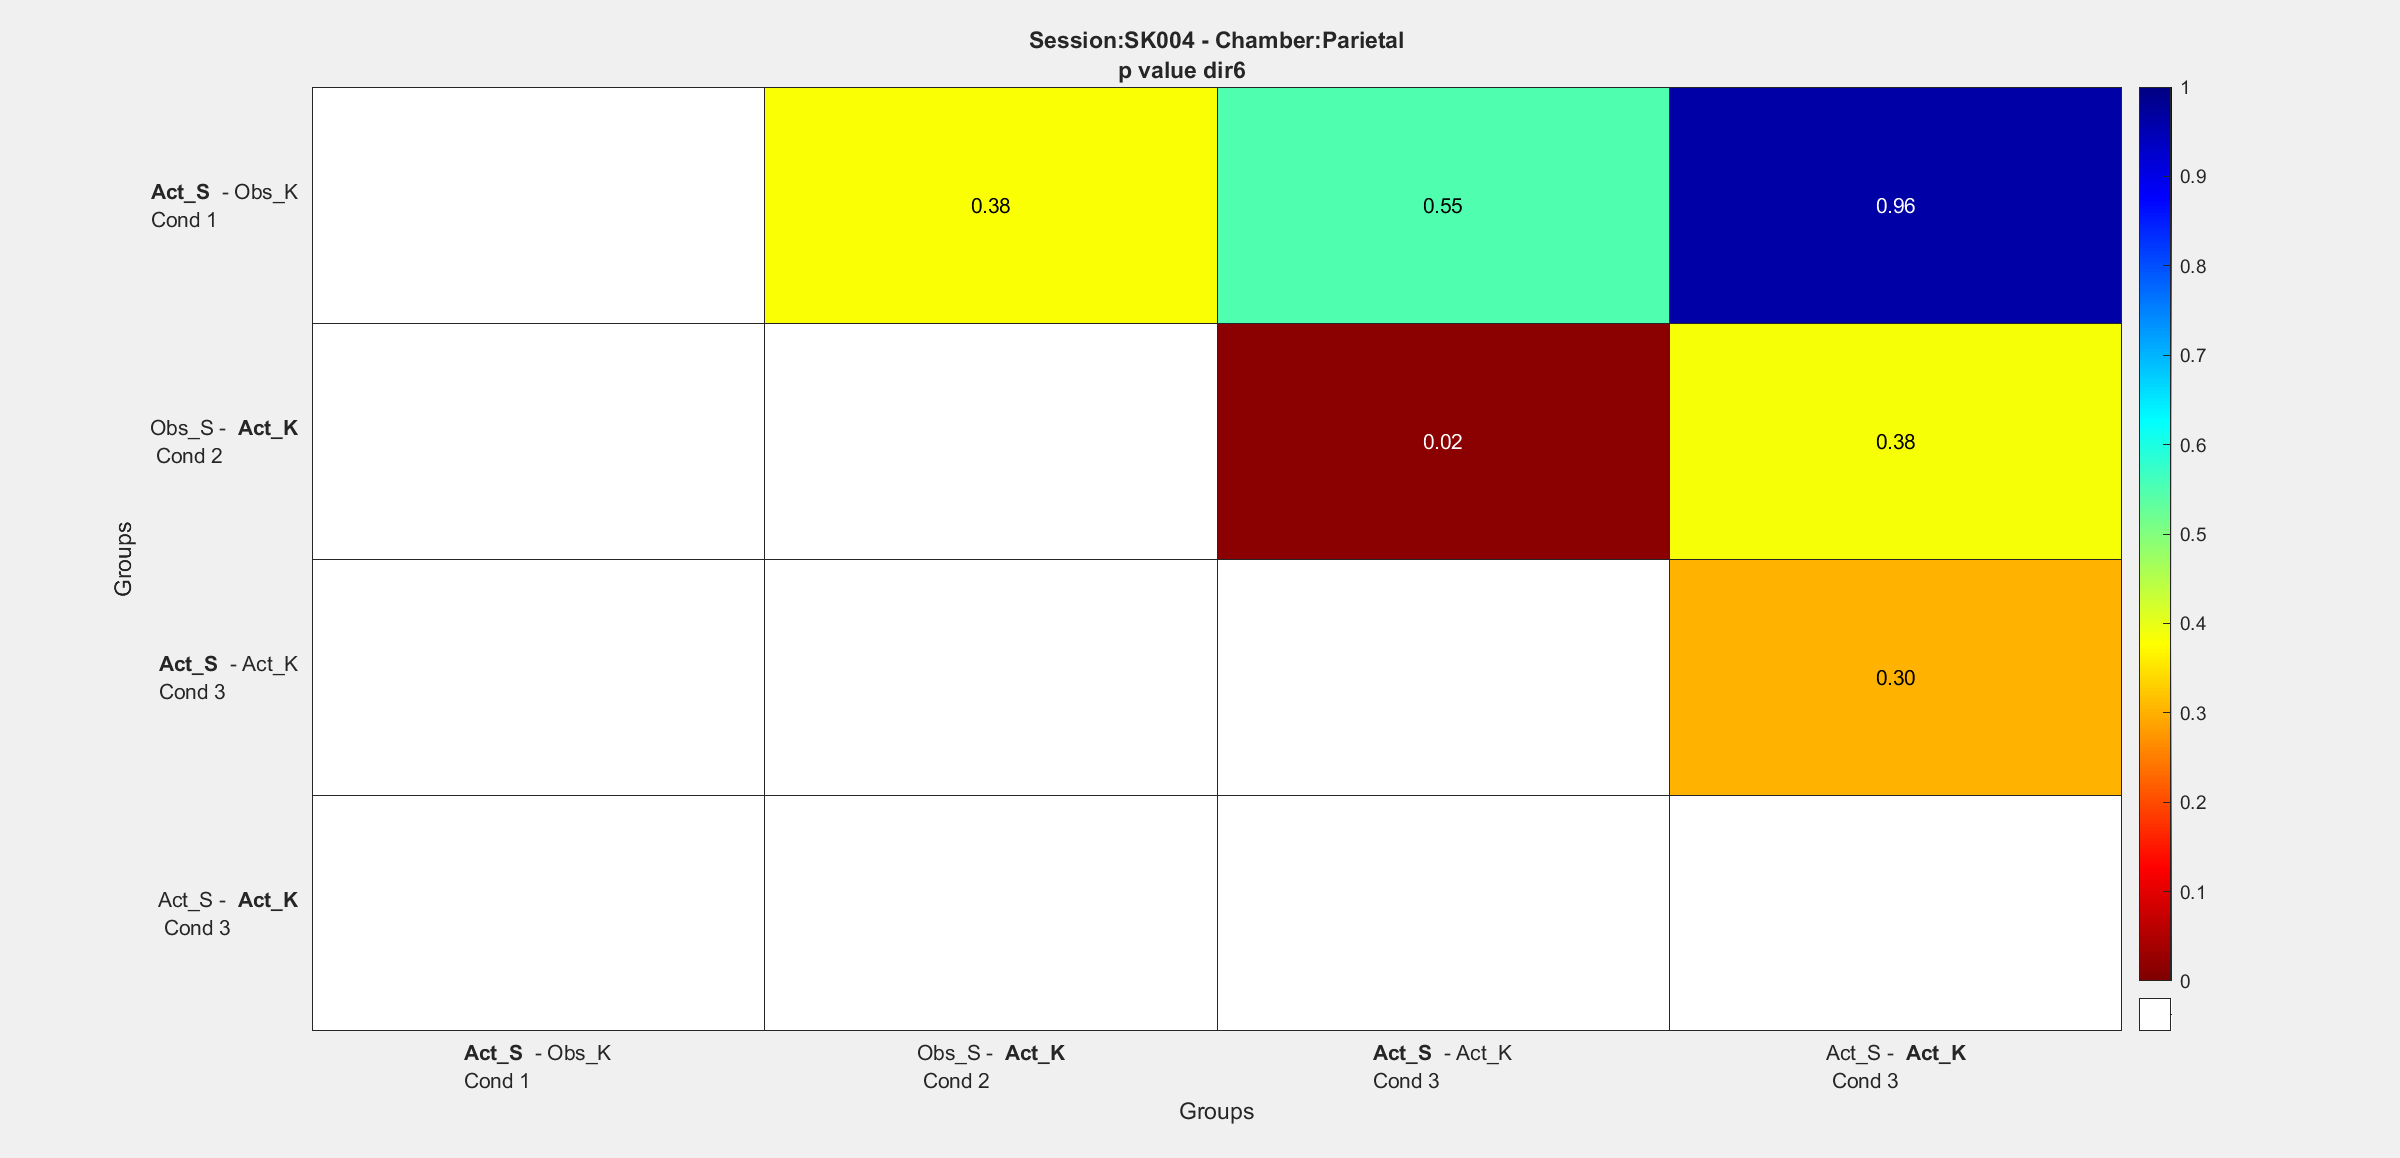 Session:SK004 - Chamber:Parietal
p value dir6
Act_S - Obs_K
Cond 1
0.38
0.55
0.96
Obs_S - Act_K
Cond 2
0.02
0.38
Act_S - Act_K
Cond 3
0.30
Act_S - Act_K
Cond 3
Groups
Act_S - Obs_K
Cond 1
Obs_S - Act_K
Cond 2
Act_S - Act_K
Cond 3
Act_S - Act_K
Cond 3
Groups
1
0.9
0.8
0.7
0.6
0.5
0.4
0.3
0.2
0.1
0